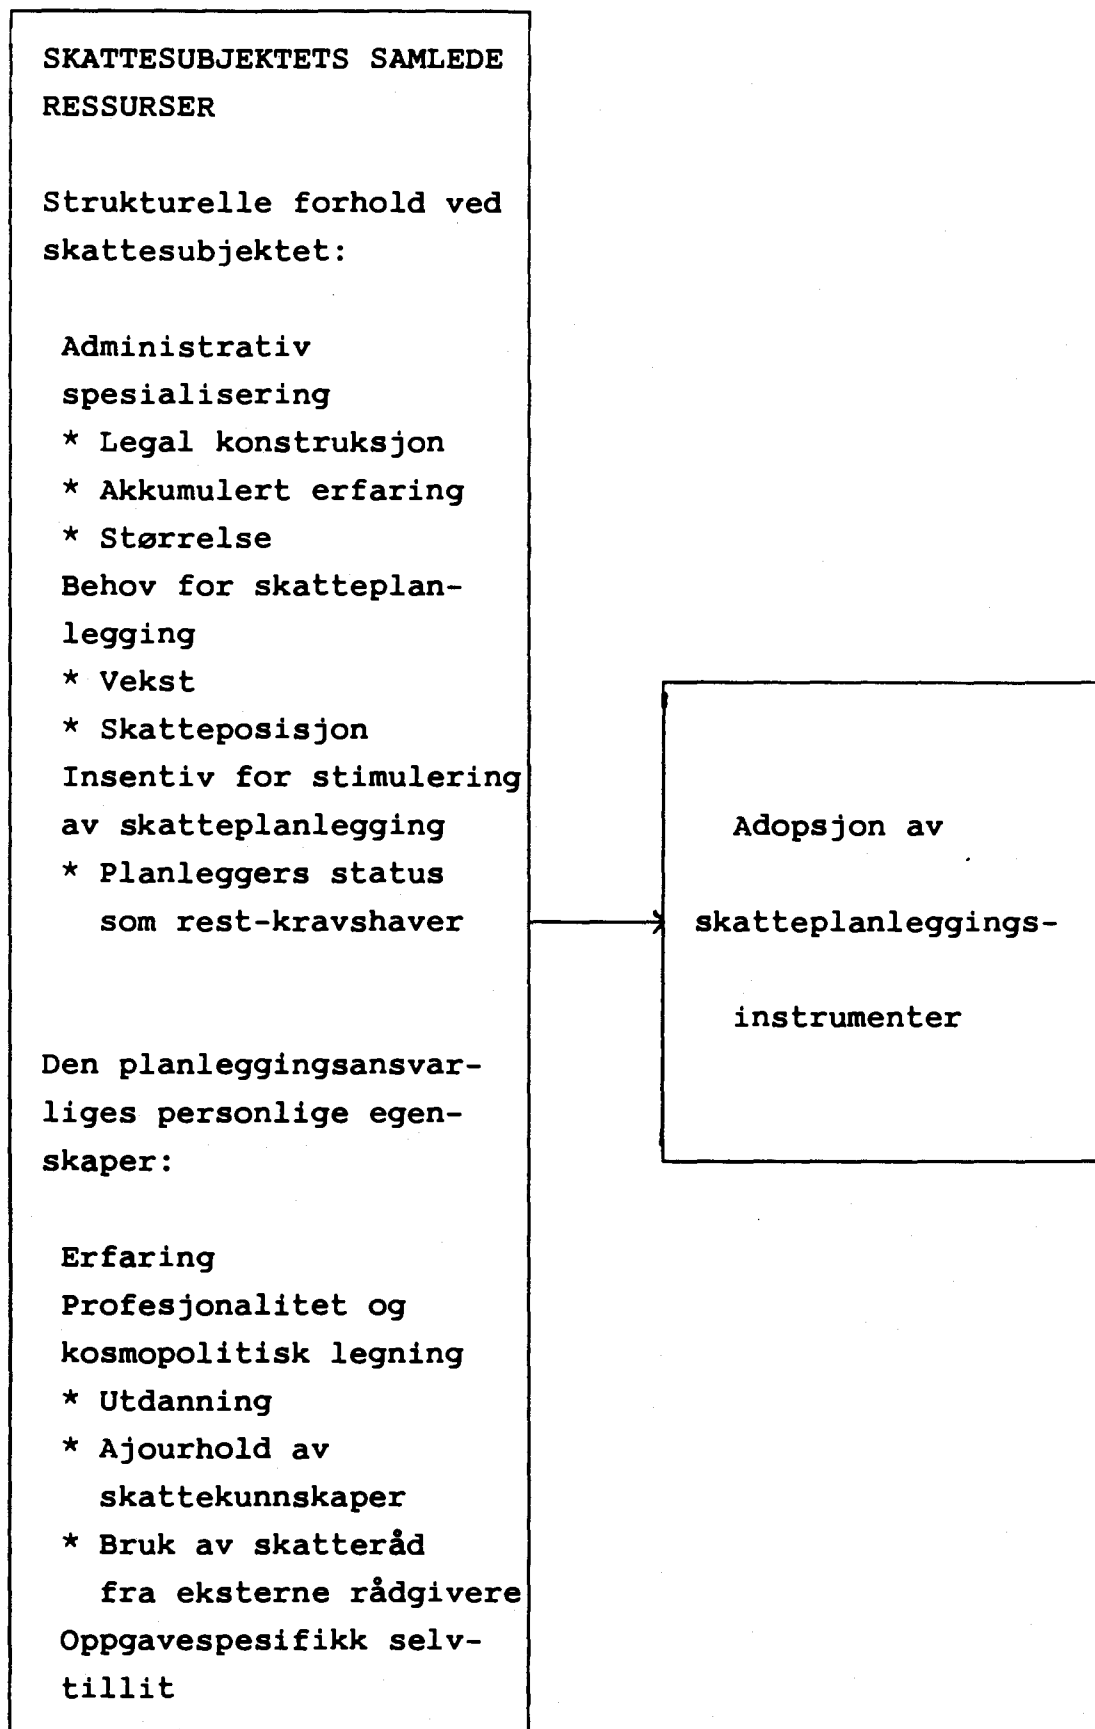 SKATTESUBJEKTETS SAMLEDE
RESSURSER
Strukturelle forhold ved
skattesubjektet:
Administrativ
spesialisering
* Legal konstruksjon
* Akkumulert erfaring
* Størrelse
Behov for skatteplan-
legging
* Vekst
* Skatteposisjon
Insentiv for stimulering
av skatteplanlegging
* Planleggers status
som rest-kravshaver
Den planleggingsansvar-
liges personlige egen-
skaper:
Erfaring
Profesjonalitet og
kosmopolitisk legning
* Utdanning
* Ajourhold av
skattekunnskaper
* Bruk av skatteråd
fra eksterne rådgivere
Oppgavespesifikk selv-
tillit
Adopsjon av
skatteplanleggings-
instrumenter